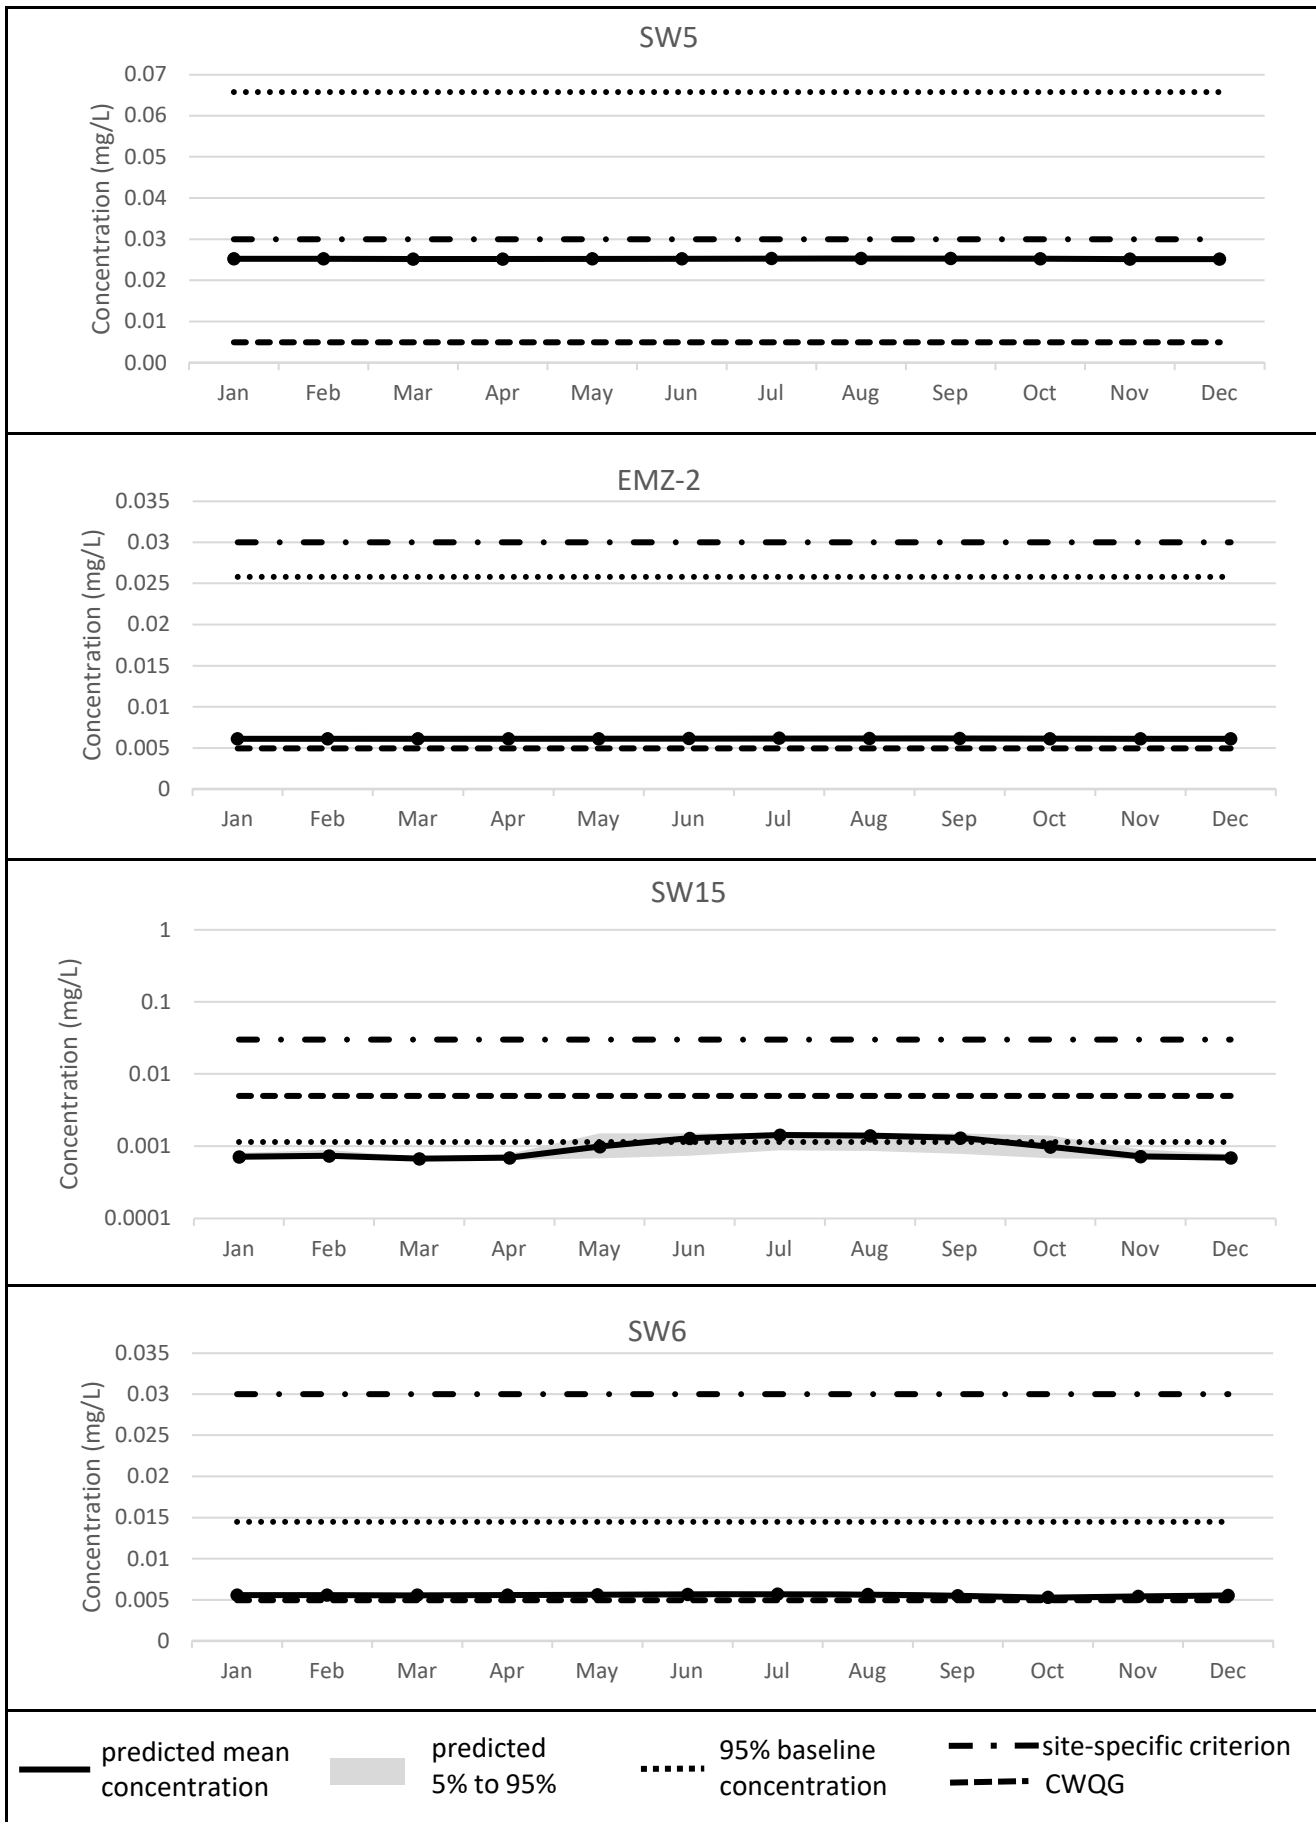 SW5
Concentration (mg/L)
0.07
0.06
0.05
0.04
0.03
0.02
0.01
0.00
Jan Feb Mar Apr May Jun Jul Aug Sep Oct Nov Dec
EMZ-2
Concentration (mg/L)
0.035
0.03
0.025
0.02
0.015
0.01
0.005
0
Jan Feb Mar Apr May Jun Jul Aug Sep Oct Nov Dec
SW15
Concentration (mg/L)
1
0.1
0.01
0.001
0.0001
Jan Feb Mar Apr May Jun Jul Aug Sep Oct Nov Dec
SW6
Concentration (mg/L)
0.035
0.03
0.025
0.02
0.015
0.01
0.005
0
Jan Feb Mar Apr May Jun Jul Aug Sep Oct Nov Dec
predicted mean
concentration
predicted
5% to 95%
95% baseline
concentration
site-specific criterion
CWQG